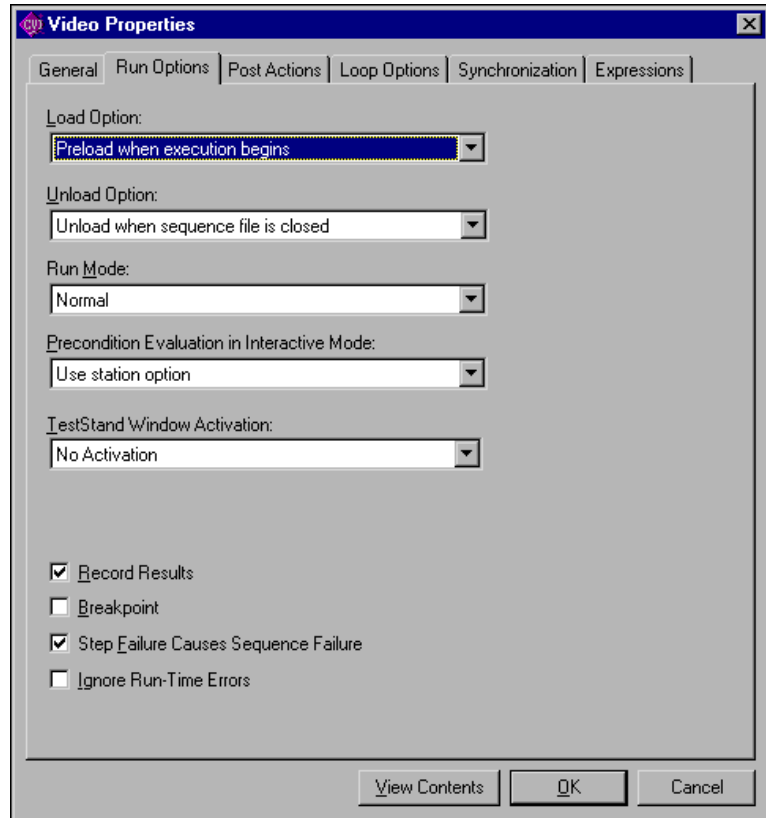 CVI Video Properties
General Run Options Post Actions Loop Options Synchronization Expressions
Load Option:
Preload when execution begins
Unload Option:
Unload when sequence file is closed
Run Mode:
Normal
Precondition Evaluation in Interactive Mode:
Use station option
TestStand Window Activation:
No Activation
Record Results
Breakpoint
Step Failure Causes Sequence Failure
Ignore Run-Time Errors
View Contents OK Cancel